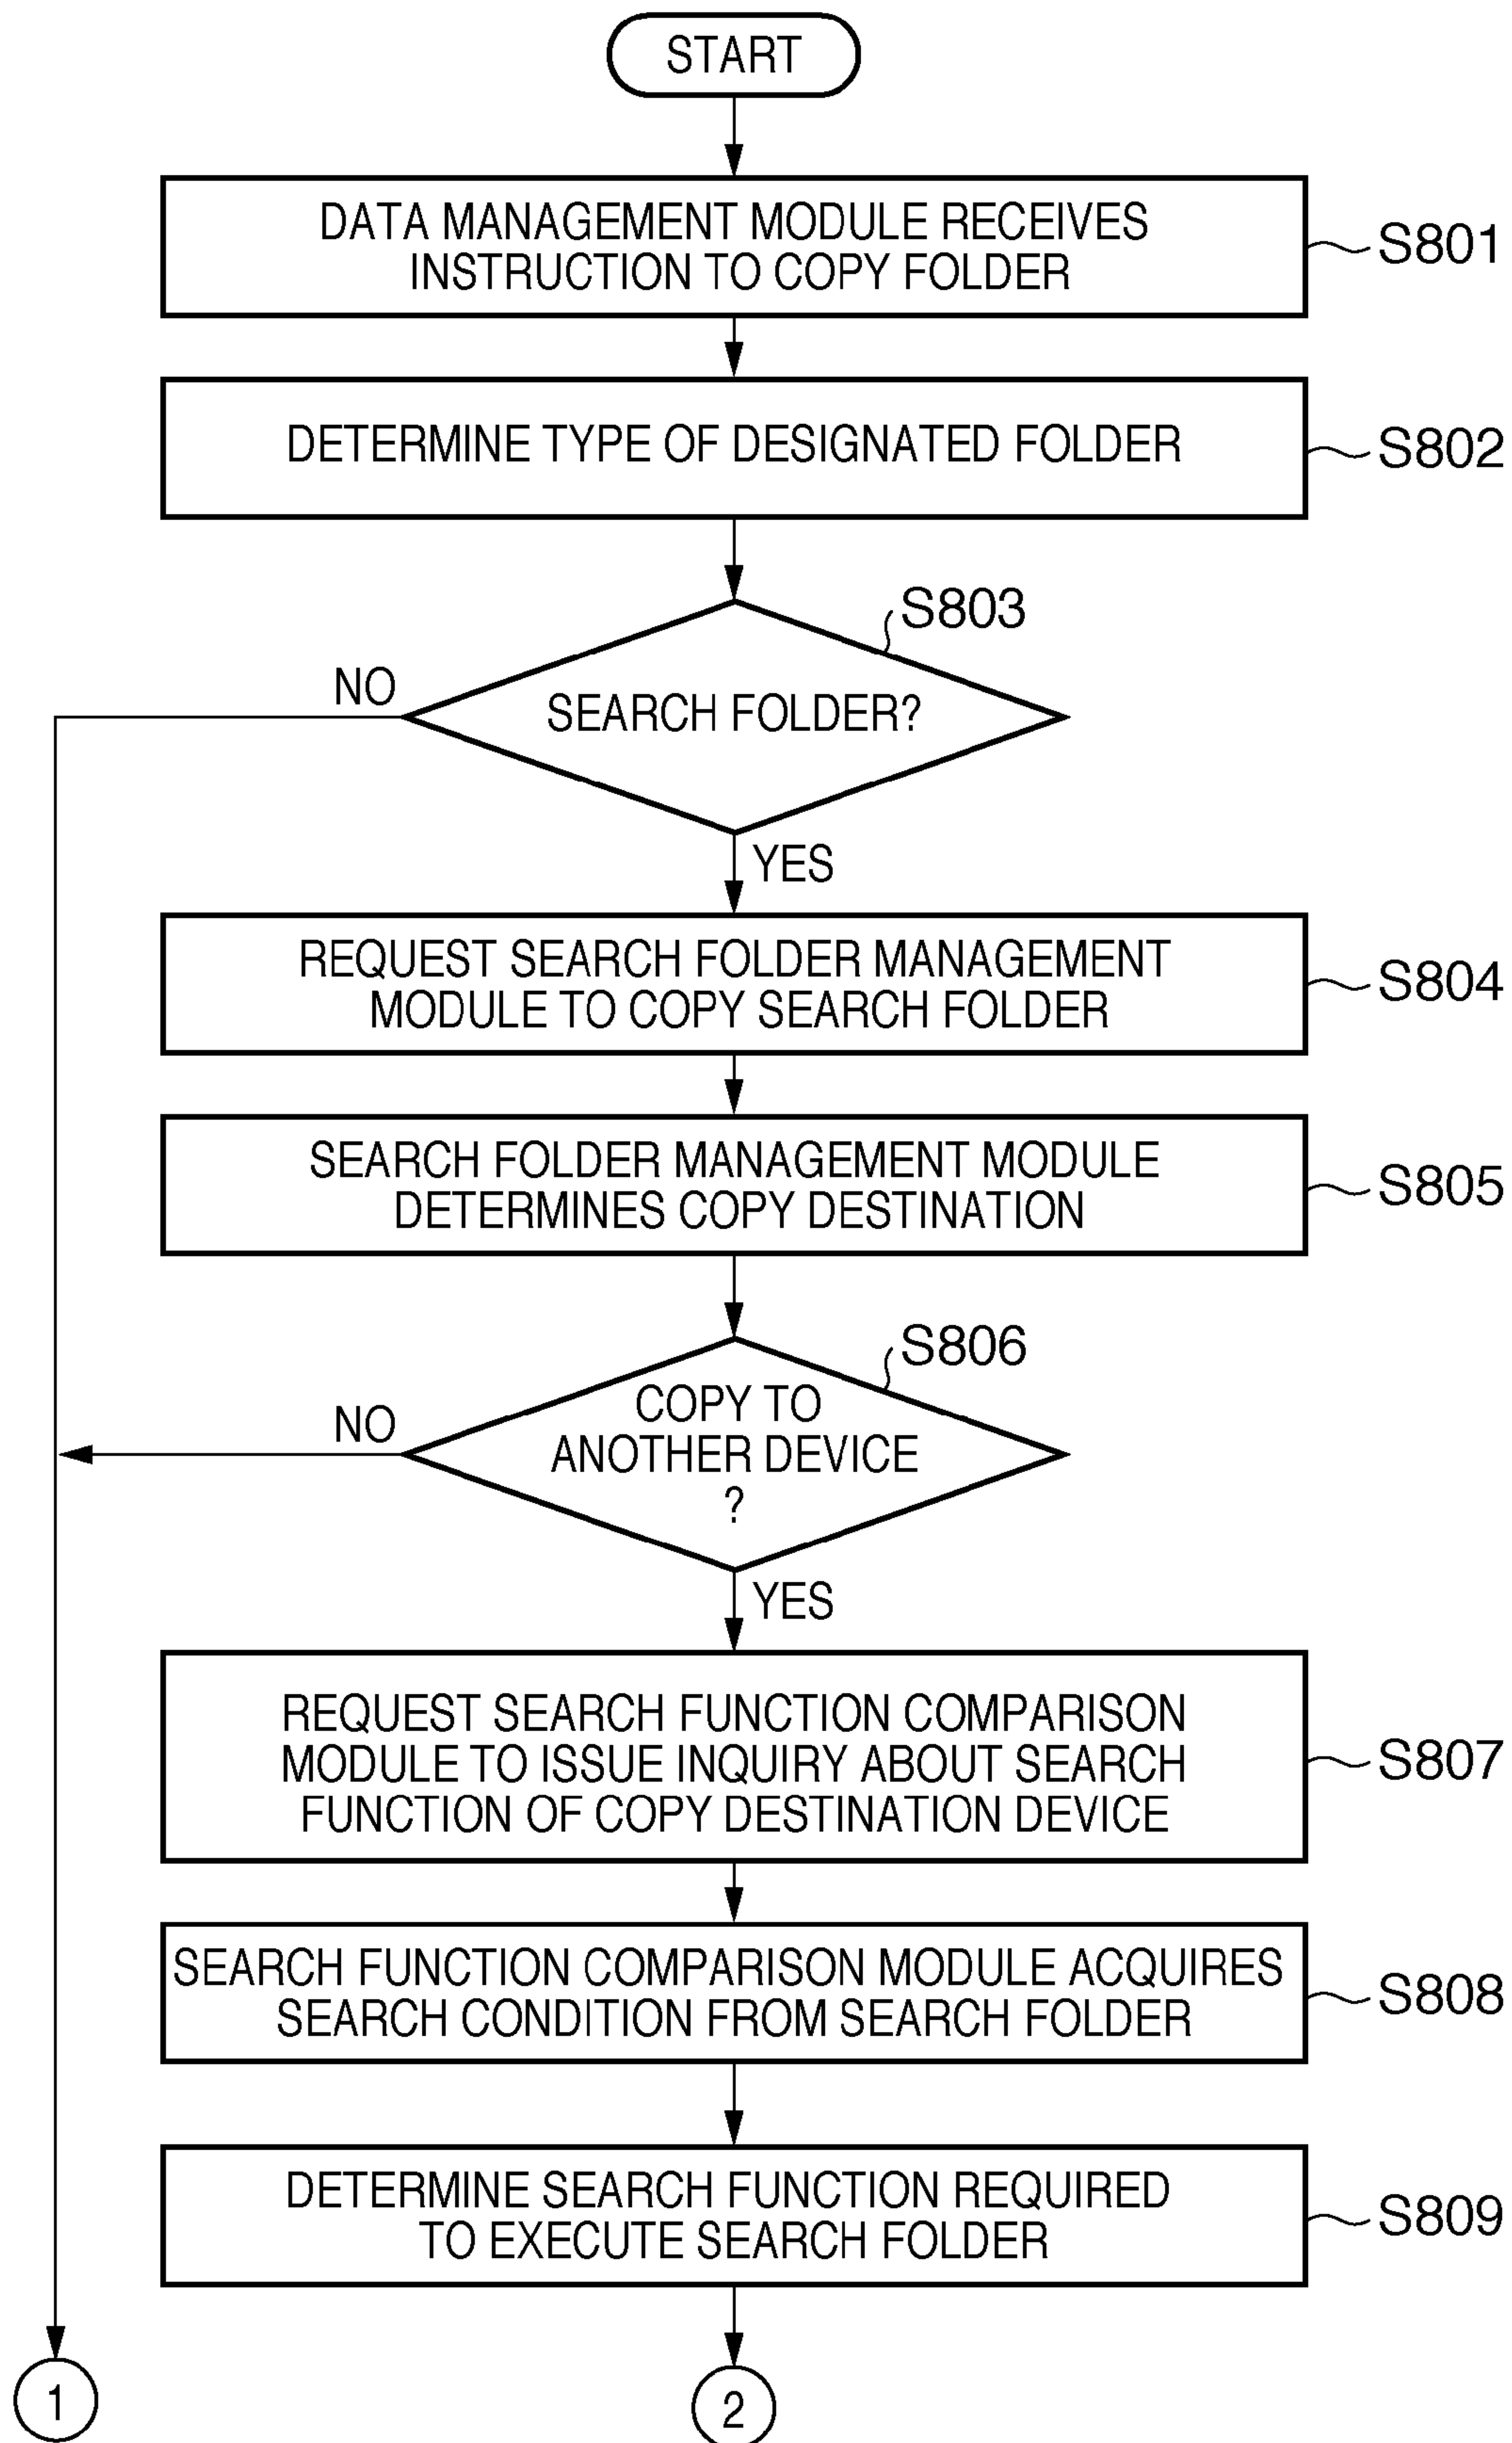 START
DATA MANAGEMENT MODULE RECEIVES
INSTRUCTION TO COPY FOLDER
S801
DETERMINE TYPE OF DESIGNATED FOLDER
S802
S803
NO
SEARCH FOLDER?
YES
REQUEST SEARCH FOLDER MANAGEMENT
MODULE TO COPY SEARCH FOLDER
S804
SEARCH FOLDER MANAGEMENT MODULE
DETERMINES COPY DESTINATION
S805
S806
NO
COPY TO
ANOTHER DEVICE
?
YES
REQUEST SEARCH FUNCTION COMPARISON
MODULE TO ISSUE INQUIRY ABOUT SEARCH
FUNCTION OF COPY DESTINATION DEVICE
S807
SEARCH FUNCTION COMPARISON MODULE ACQUIRES
SEARCH CONDITION FROM SEARCH FOLDER
S808
DETERMINE SEARCH FUNCTION REQUIRED
TO EXECUTE SEARCH FOLDER
S809
1
2